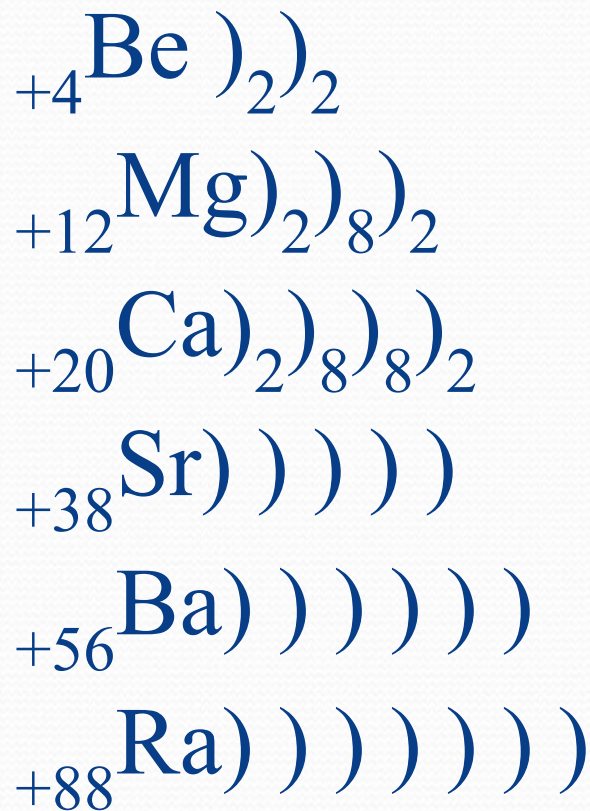 +4Be )2)2
+12Mg)2)8)2
+20Ca)2)8)8)2
+38Sr) ) ) ) )
+56Ba) ) ) ) ) )
+88Ra) ) ) ) ) ) )